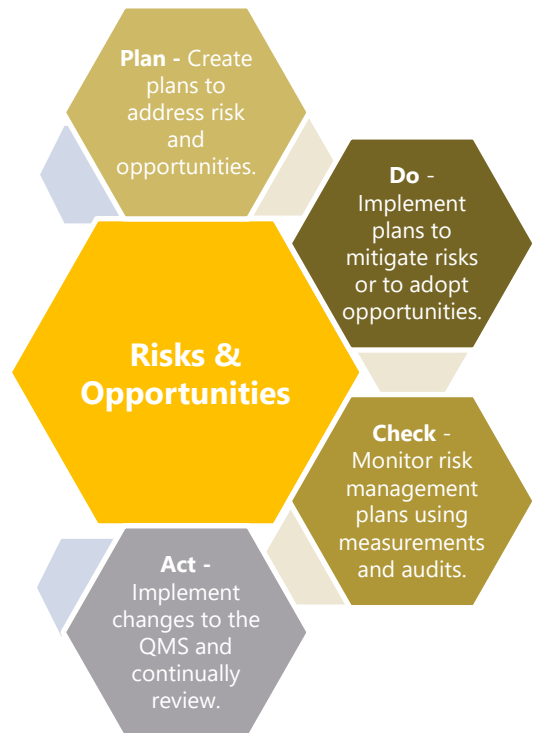 Plan - Create
plans to
address risk
and
opportunities.
Do -
Implement
plans to
mitigate risks
or to adopt
opportunities.
Risks &
Opportunities
Check -
Monitor risk
management
plans using
measurements
and audits.
Act -
Implement
changes to the
QMS and
continually
review.